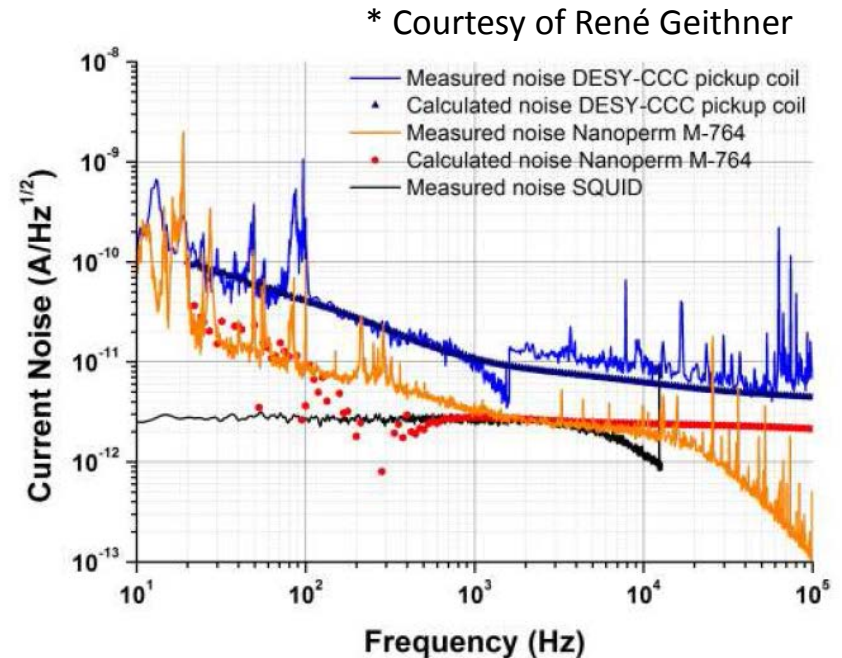 * Courtesy of René Geithner
10^-8
Measured noise DESY-CCC pickup coil
Calculated noise DESY-CCC pickup coil
Measured noise Nanoperm M-764
Calculated noise Nanoperm M-764
Measured noise SQUID
10^-9
10^-10
10^-11
10^-12
10^-13
Current Noise (A/Hz^1/2)
10^1 10^2 10^3 10^4 10^5
Frequency (Hz)